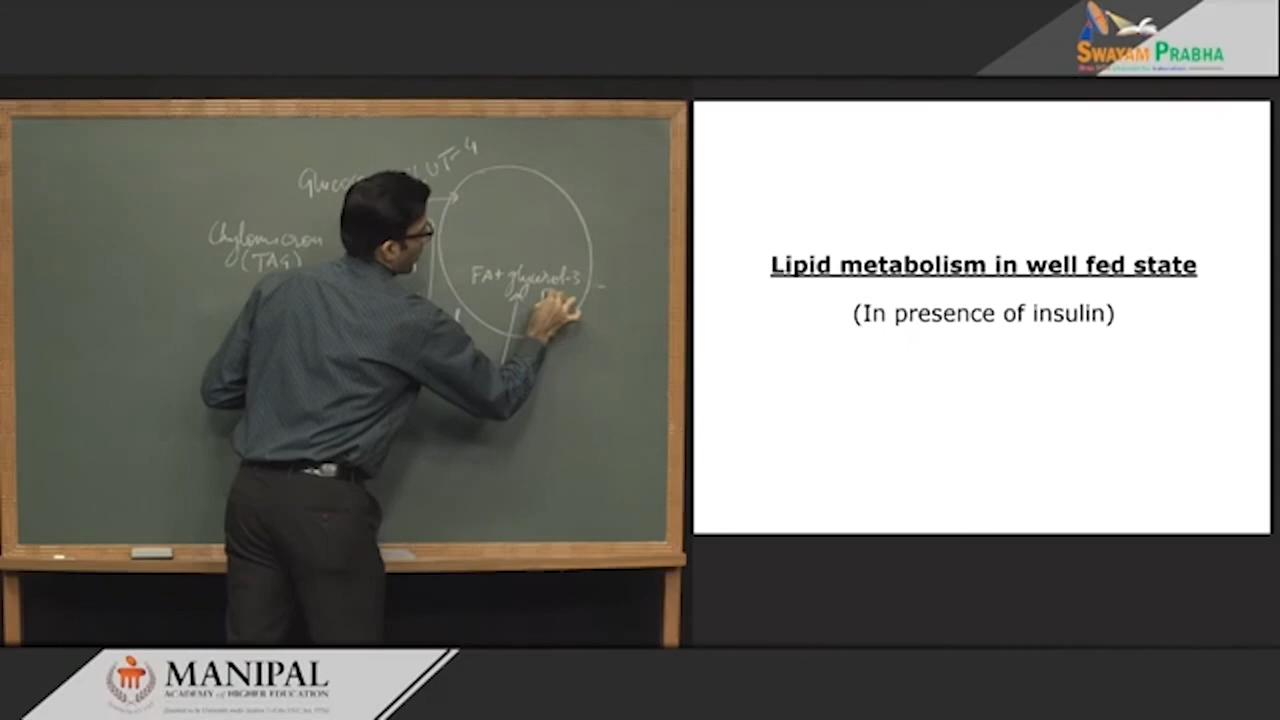 SWAYAM PRABHA
GLUT-4
Chylomicron
(TAG)
FA+ glycerol-3
Lipid metabolism in well fed state
(In presence of insulin)
MANIPAL
ACADEMY of HIGHER EDUCATION